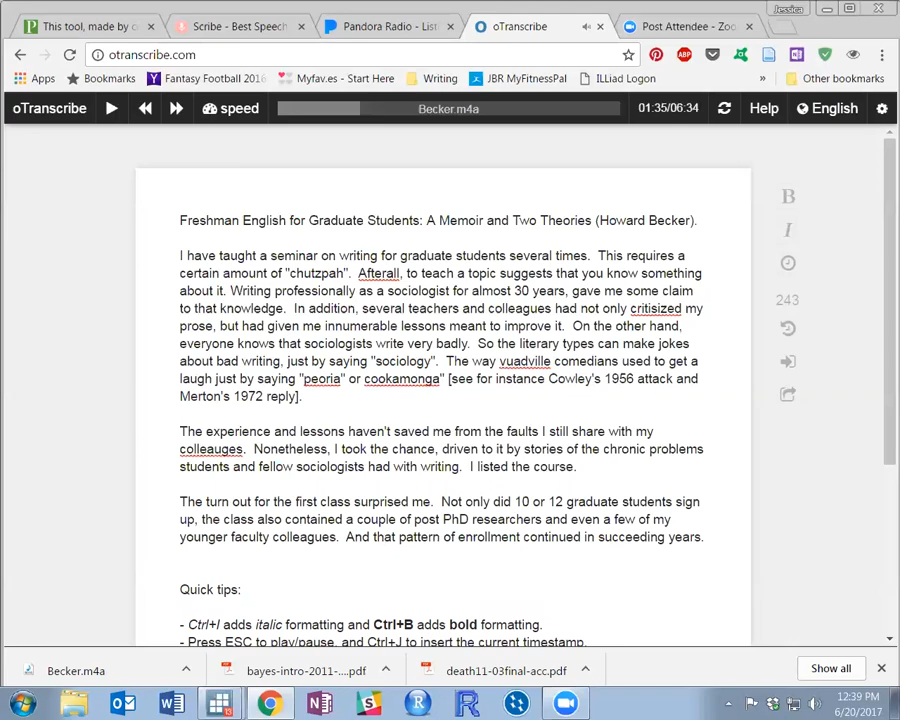 Jessica
This tool, made by o
Scribe - Best Speech
Pandora Radio - List
oTranscribe
Post Attendee - Zoo
otranscribe.com
ABP
Apps
Bookmarks
Fantasy Football 2016
Myfav.es - Start Here
Writing
JBR MyFitnessPal
ILLiad Logon
»
Other bookmarks
oTranscribe
speed
Becker.m4a
01:35/06:34
Help
English
Freshman English for Graduate Students: A Memoir and Two Theories (Howard Becker).
I have taught a seminar on writing for graduate students several times.  This requires a
certain amount of "chutzpah".  Afterall, to teach a topic suggests that you know something
about it. Writing professionally as a sociologist for almost 30 years, gave me some claim
to that knowledge.  In addition, several teachers and colleagues had not only critisized my
prose, but had given me innumerable lessons meant to improve it.  On the other hand,
everyone knows that sociologists write very badly.  So the literary types can make jokes
about bad writing, just by saying "sociology".  The way vuadville comedians used to get a
laugh just by saying "peoria" or cookamonga" [see for instance Cowley's 1956 attack and
Merton's 1972 reply].
The experience and lessons haven't saved me from the faults I still share with my
colleauges.  Nonetheless, I took the chance, driven to it by stories of the chronic problems
students and fellow sociologists had with writing.  I listed the course.
The turn out for the first class surprised me.  Not only did 10 or 12 graduate students sign
up, the class also contained a couple of post PhD researchers and even a few of my
younger faculty colleagues.  And that pattern of enrollment continued in succeeding years.
Quick tips:
- Ctrl+I adds italic formatting and Ctrl+B adds bold formatting.
- Press ESC to play/pause, and Ctrl+J to insert the current timestamp.
B
I
243
Becker.m4a
bayes-intro-2011-....pdf
death11-03final-acc.pdf
Show all
12:39 PM
6/20/2017